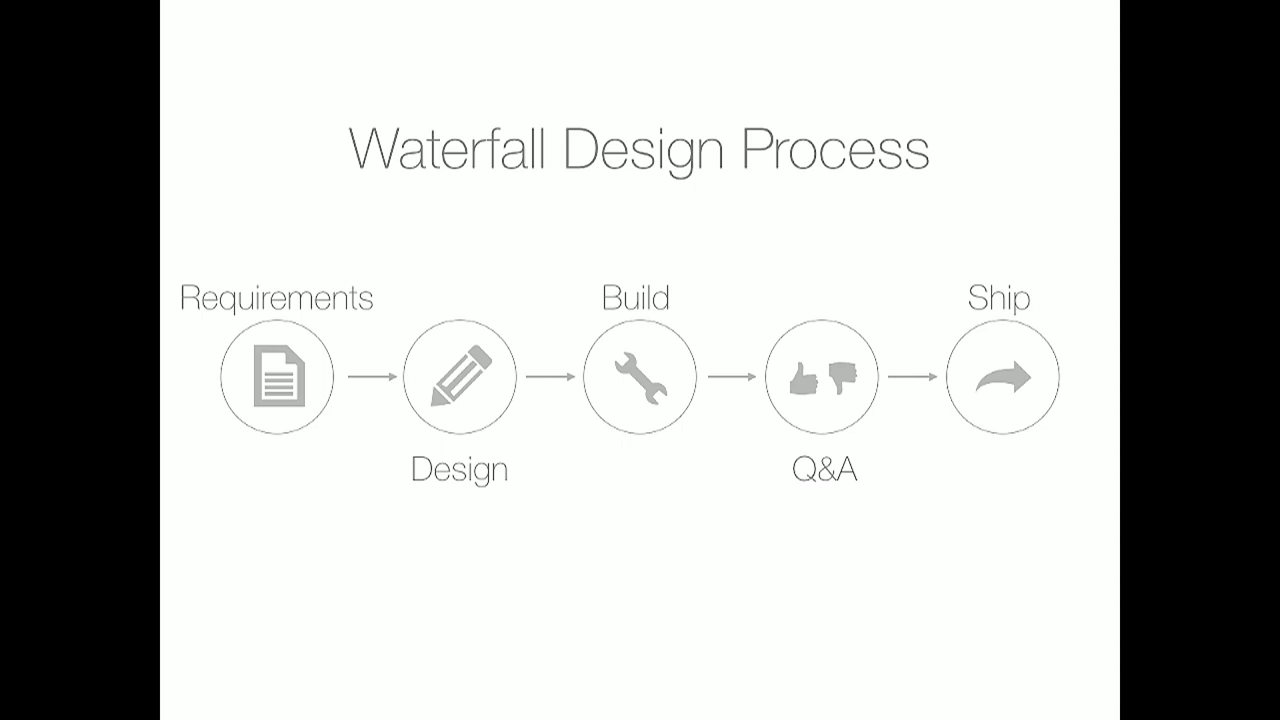 Waterfall Design Process
Requirements
Build
Ship
Design
Q&A